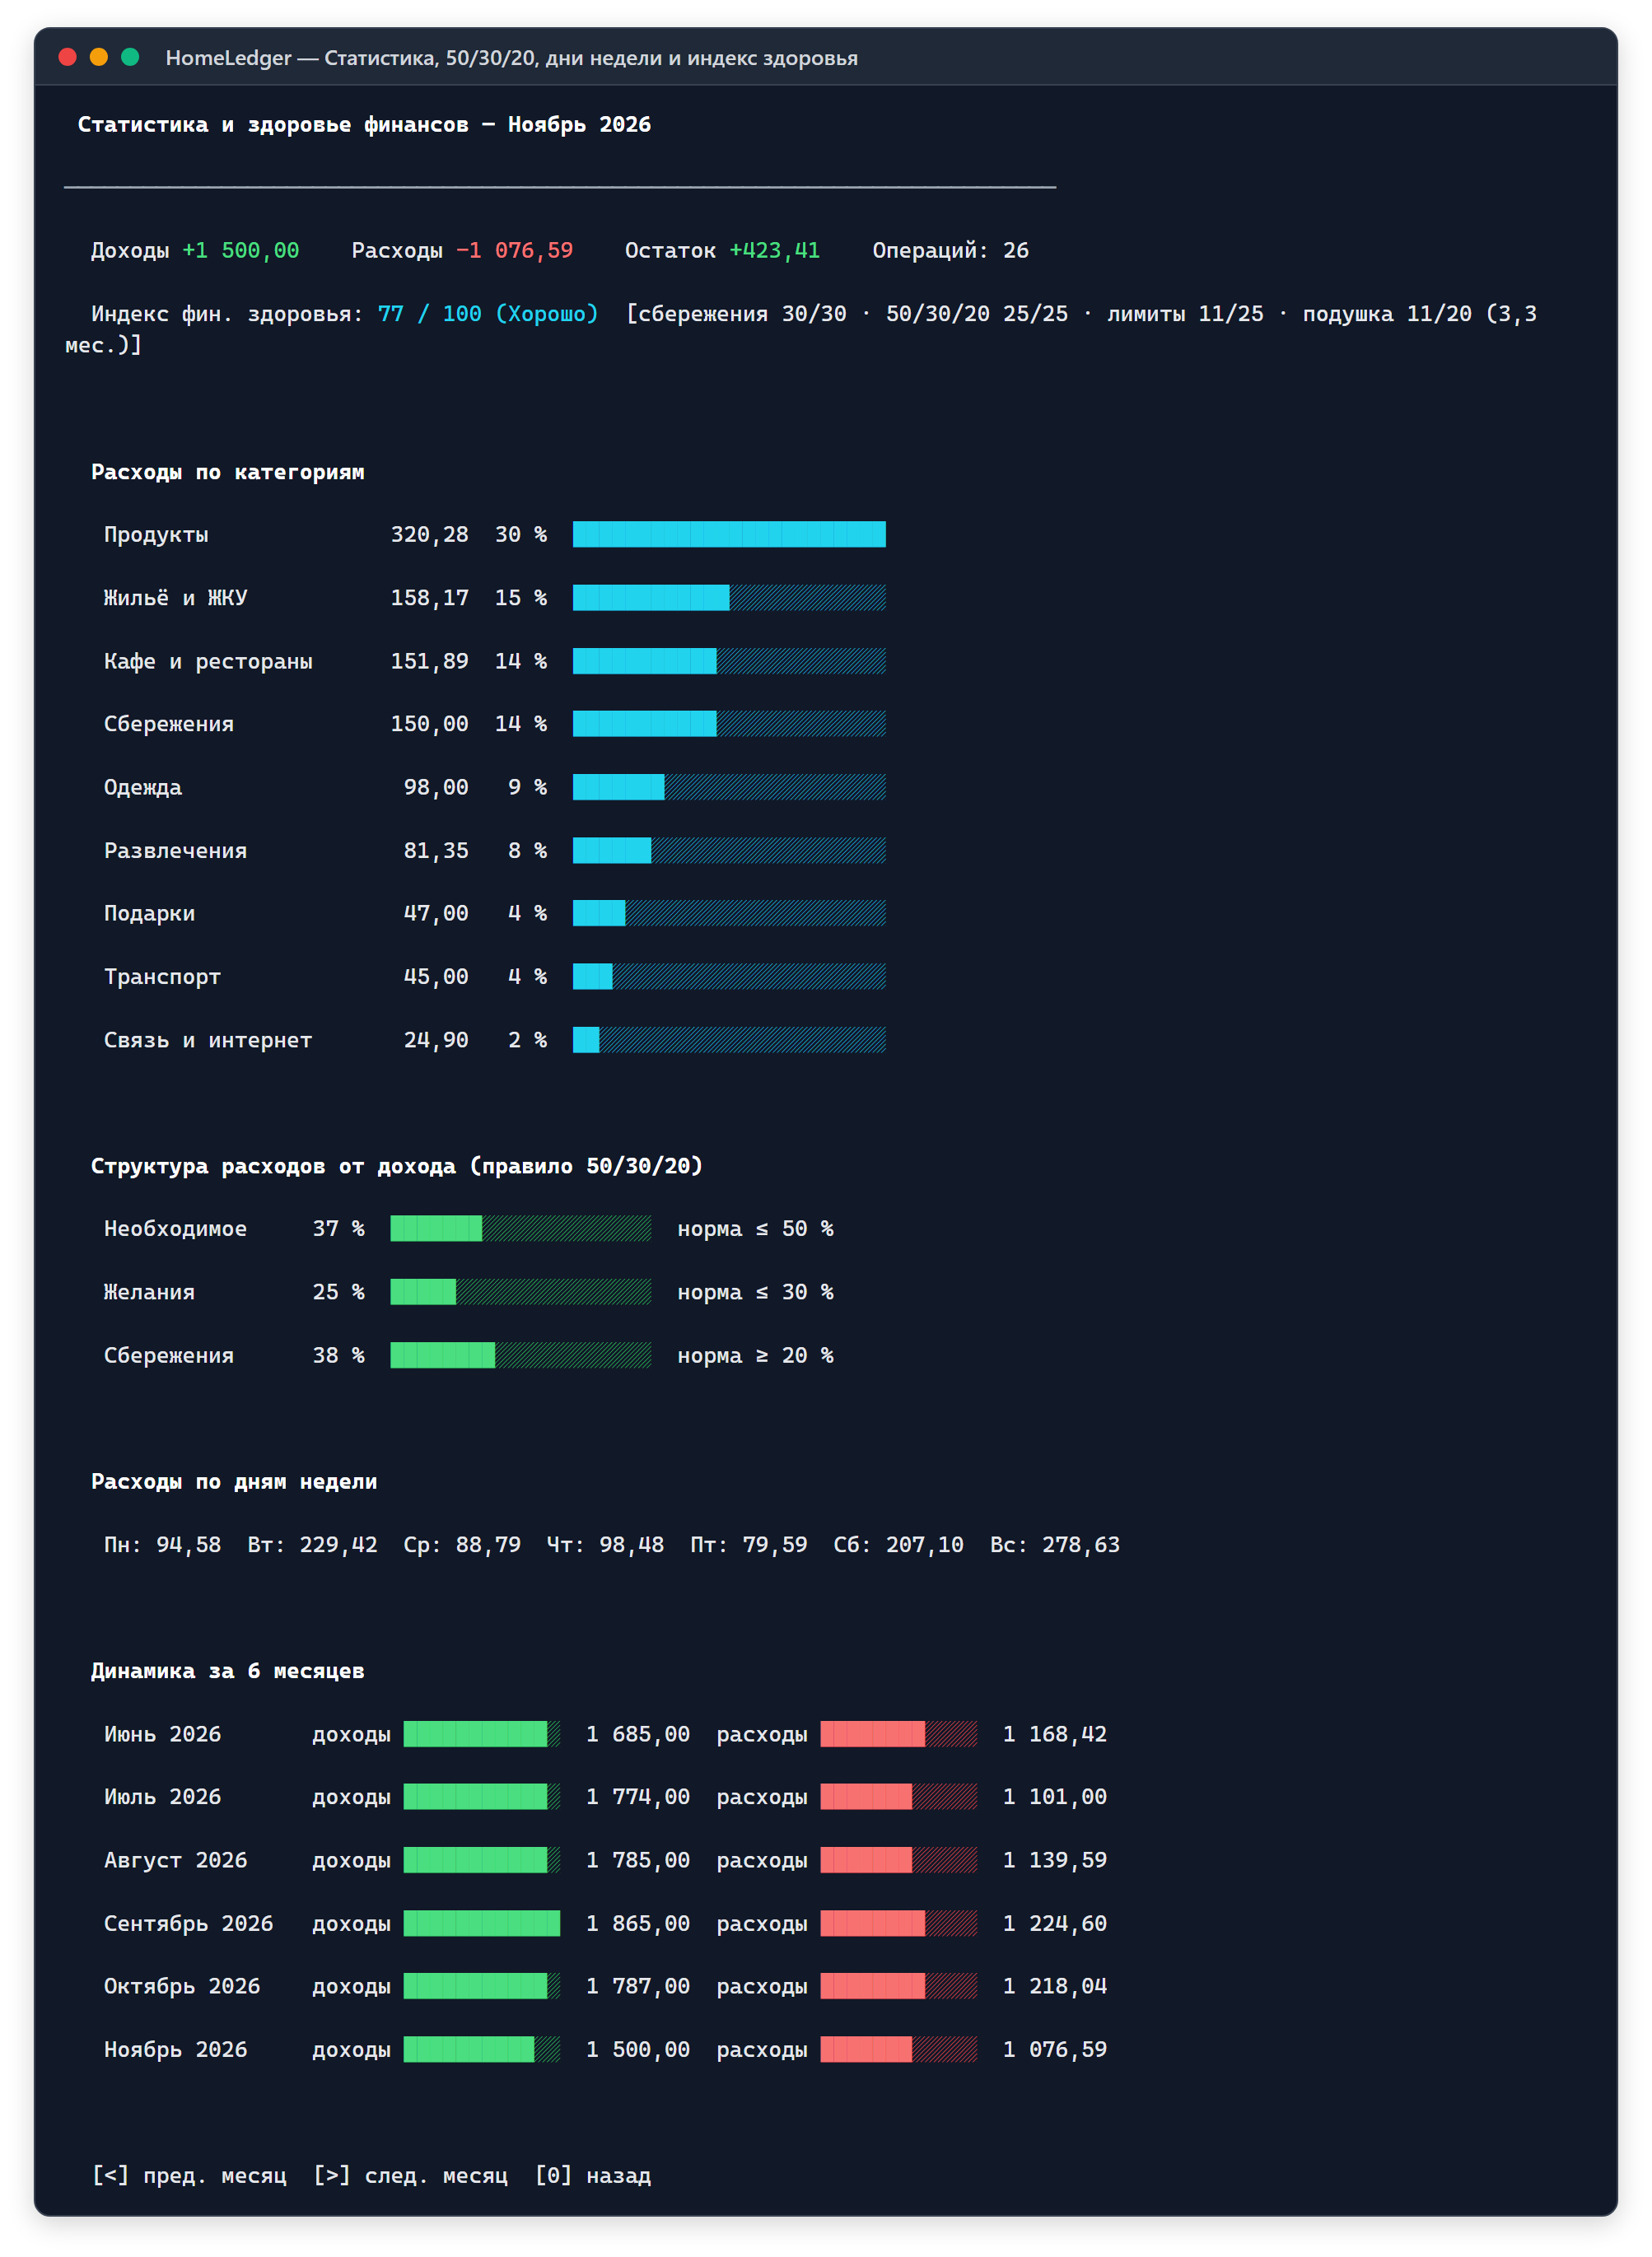 HomeLedger — Статистика, 50/30/20, дни недели и индекс здоровья
Статистика и здоровье финансов — Ноябрь 2026
Доходы +1 500,00 Расходы −1 076,59 Остаток +423,41 Операций: 26
Индекс фин. здоровья: 77 / 100 (Хорошо) [сбережения 30/30 · 50/30/20 25/25 · лимиты 11/25 · подушка 11/20 (3,3
мес.)]
Расходы по категориям
Продукты 320,28 30 %
Жильё и ЖКУ 158,17 15 %
Кафе и рестораны 151,89 14 %
Сбережения 150,00 14 %
Одежда 98,00 9 %
Развлечения 81,35 8 %
Подарки 47,00 4 %
Транспорт 45,00 4 %
Связь и интернет 24,90 2 %
Структура расходов от дохода (правило 50/30/20)
Необходимое 37 % норма ≤ 50 %
Желания 25 % норма ≤ 30 %
Сбережения 38 % норма ≥ 20 %
Расходы по дням недели
Пн: 94,58 Вт: 229,42 Ср: 88,79 Чт: 98,48 Пт: 79,59 Сб: 207,10 Вс: 278,63
Динамика за 6 месяцев
Июнь 2026 доходы 1 685,00 расходы 1 168,42
Июль 2026 доходы 1 774,00 расходы 1 101,00
Август 2026 доходы 1 785,00 расходы 1 139,59
Сентябрь 2026 доходы 1 865,00 расходы 1 224,60
Октябрь 2026 доходы 1 787,00 расходы 1 218,04
Ноябрь 2026 доходы 1 500,00 расходы 1 076,59
[<] пред. месяц [>] след. месяц [0] назад